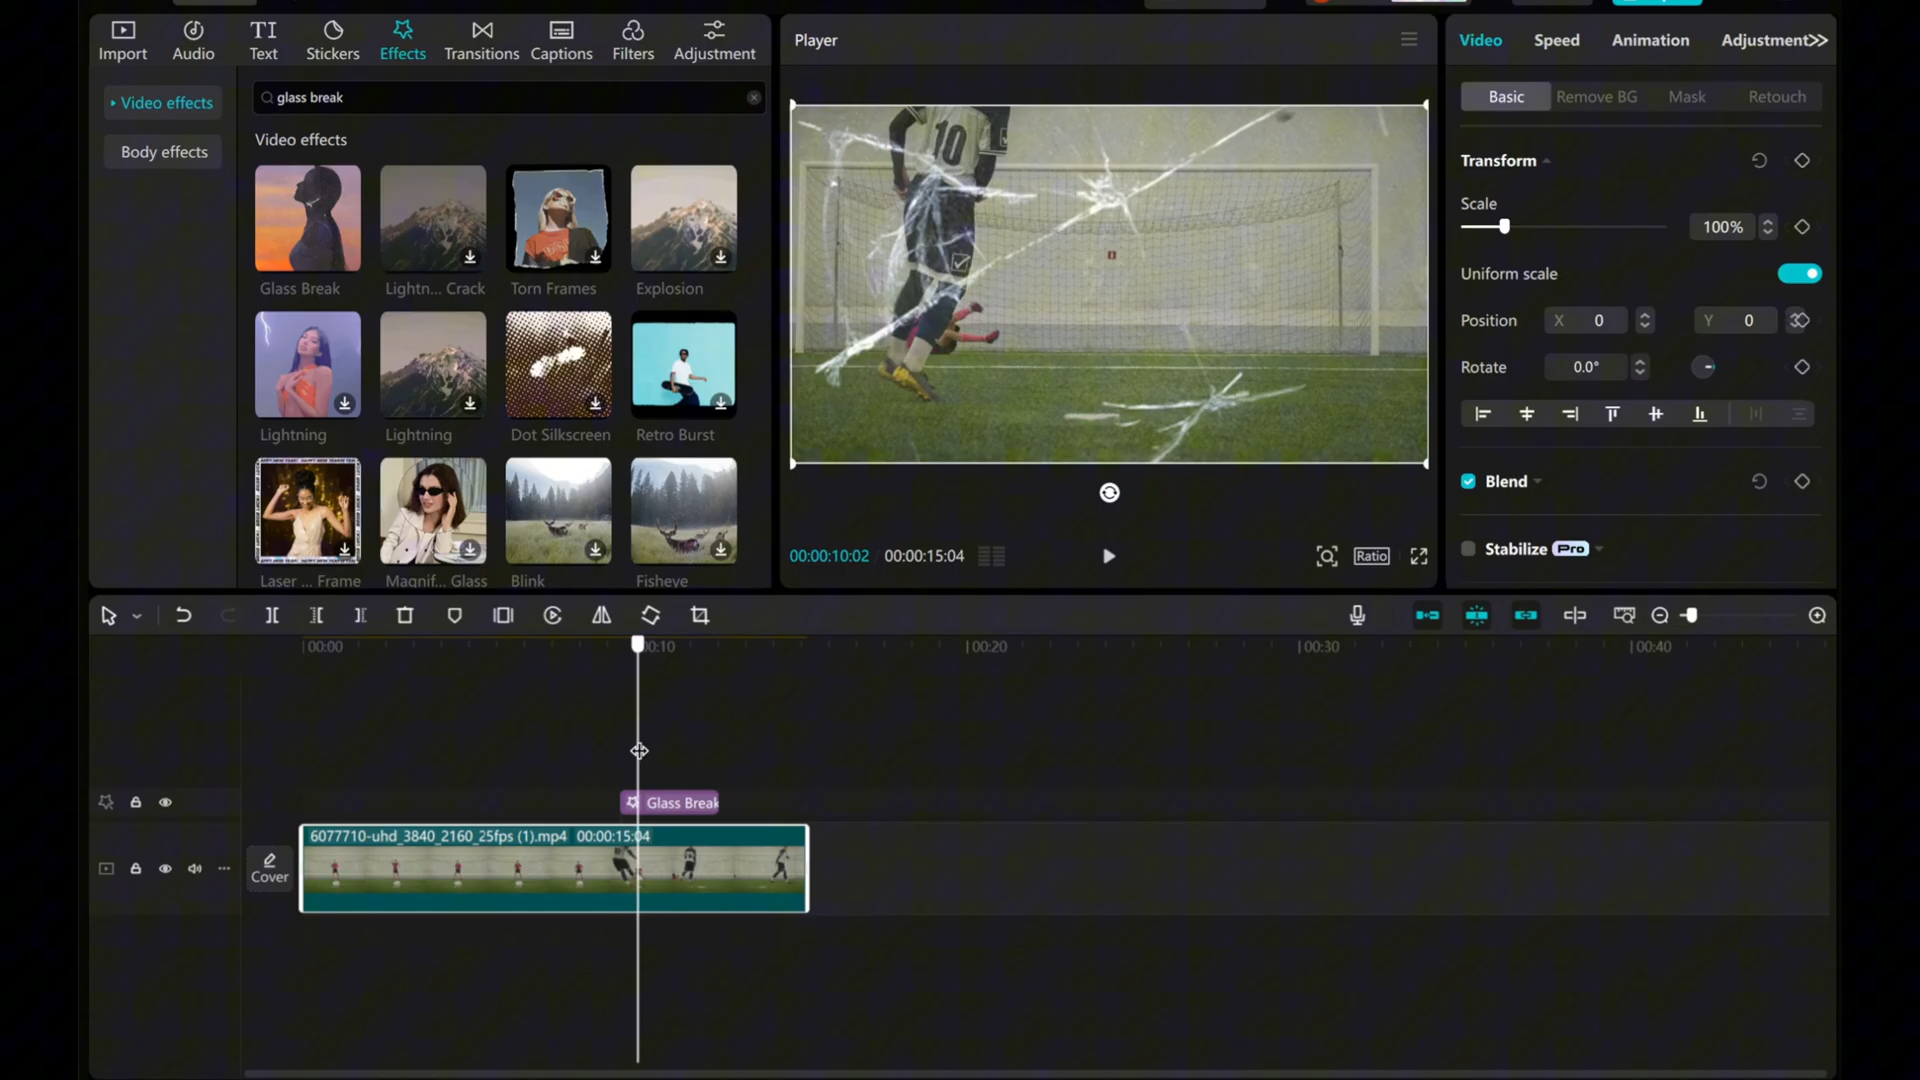 Import Audio Text Stickers Effects Transitions Captions Filters Adjustment
Video effects
Body effects
glass break
Video effects
Glass Break Lightn... Crack Torn Frames Explosion
Lightning Lightning Dot Silkscreen Retro Burst
Laser ... Frame Magnif... Glass Blink Fisheye
Player
10
00:00:10:02 / 00:00:15:04
Ratio
Video Speed Animation Adjustment
Basic Remove BG Mask Retouch
Transform
Scale
100%
Uniform scale
Position X 0 Y 0
Rotate 0.0°
Blend
Stabilize Pro
00:00 00:10 00:20 00:30 00:40
Glass Break
6077710-uhd_3840_2160_25fps (1).mp4 00:00:15:04
Cover